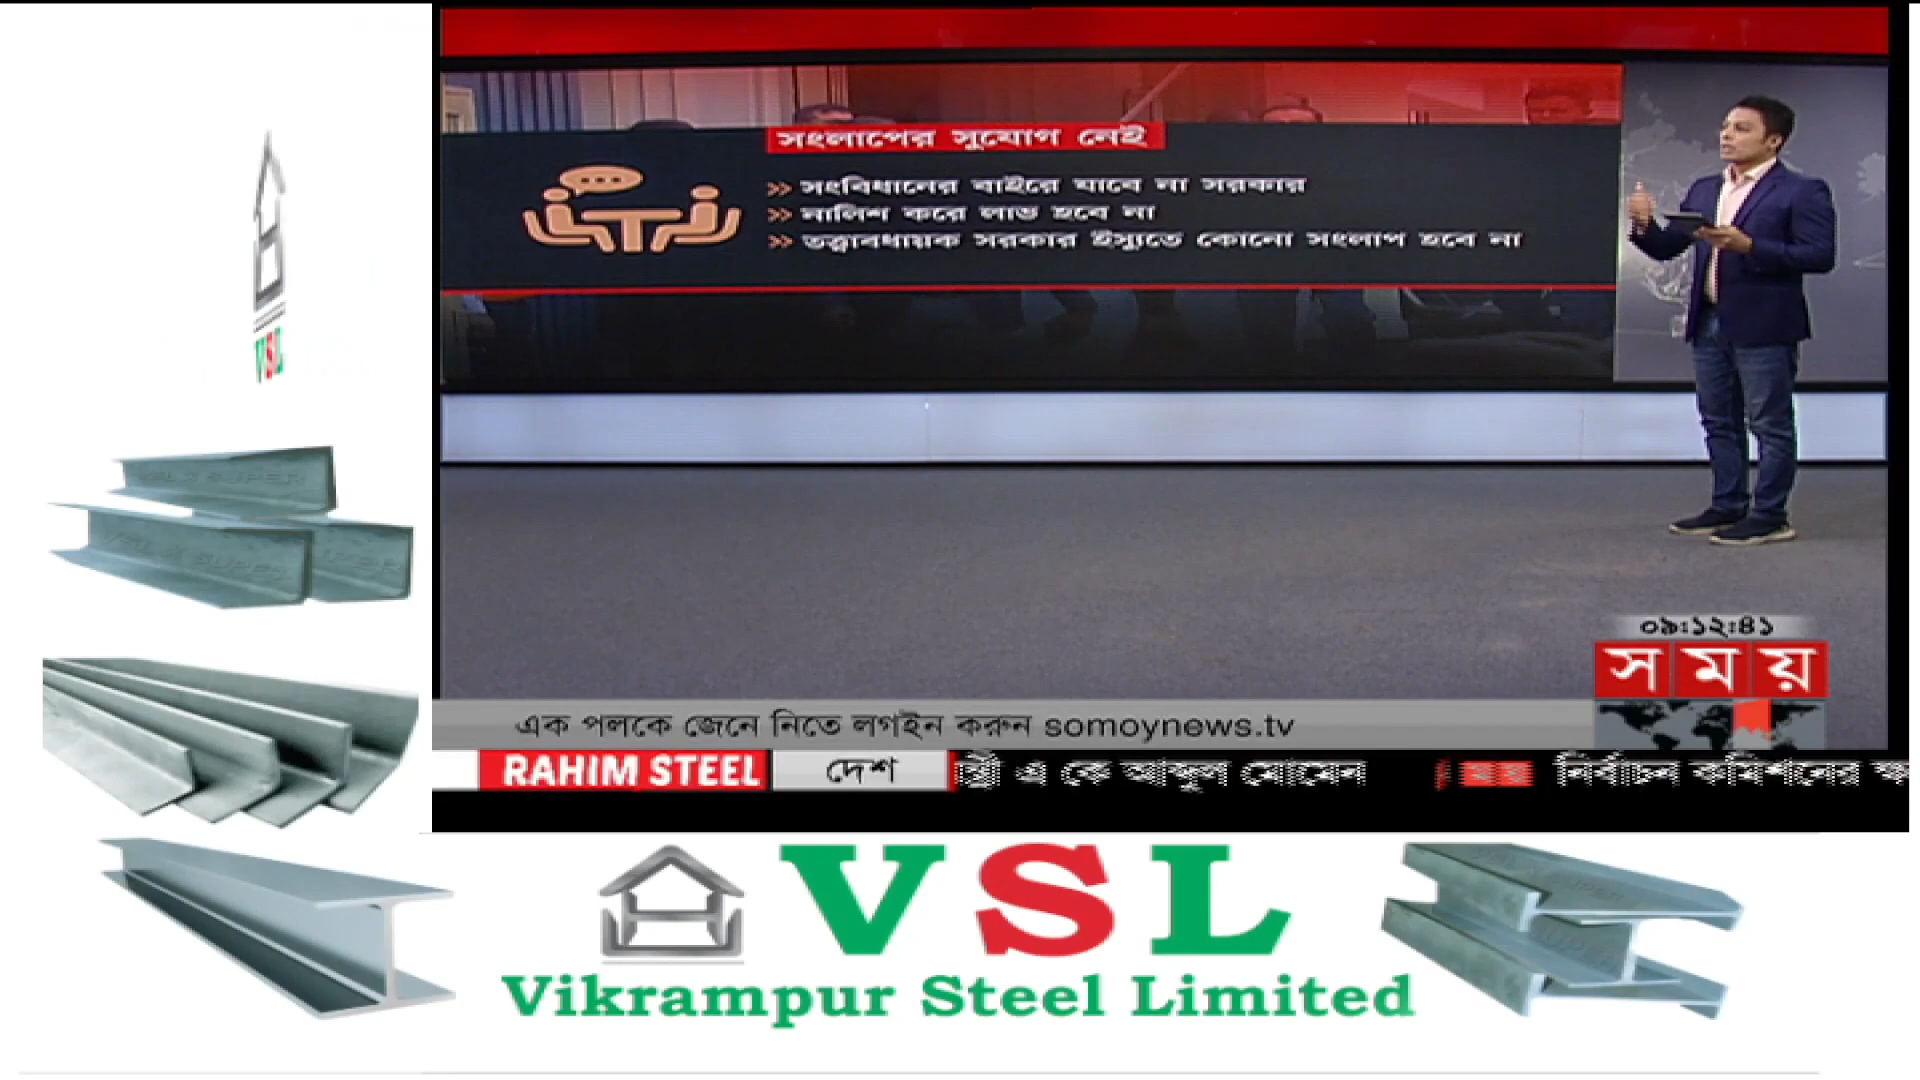 সংলাপের সুযোগ নেই
>> সংবিধানের বাইরে যাবে না সরকার
>> নালিশ করে লাভ হবে না
>> তত্ত্বাবধায়ক সরকার ইস্যুতে কোনো সংলাপ হবে না
VSL
০৯:১২:৪১
সময়
এক পলকে জেনে নিতে লগইন করুন somoynews.tv
RAHIM STEEL দেশ এ কে আব্দুল মোমেন নির্বাচন কমিশনের
VSL
Vikrampur Steel Limited